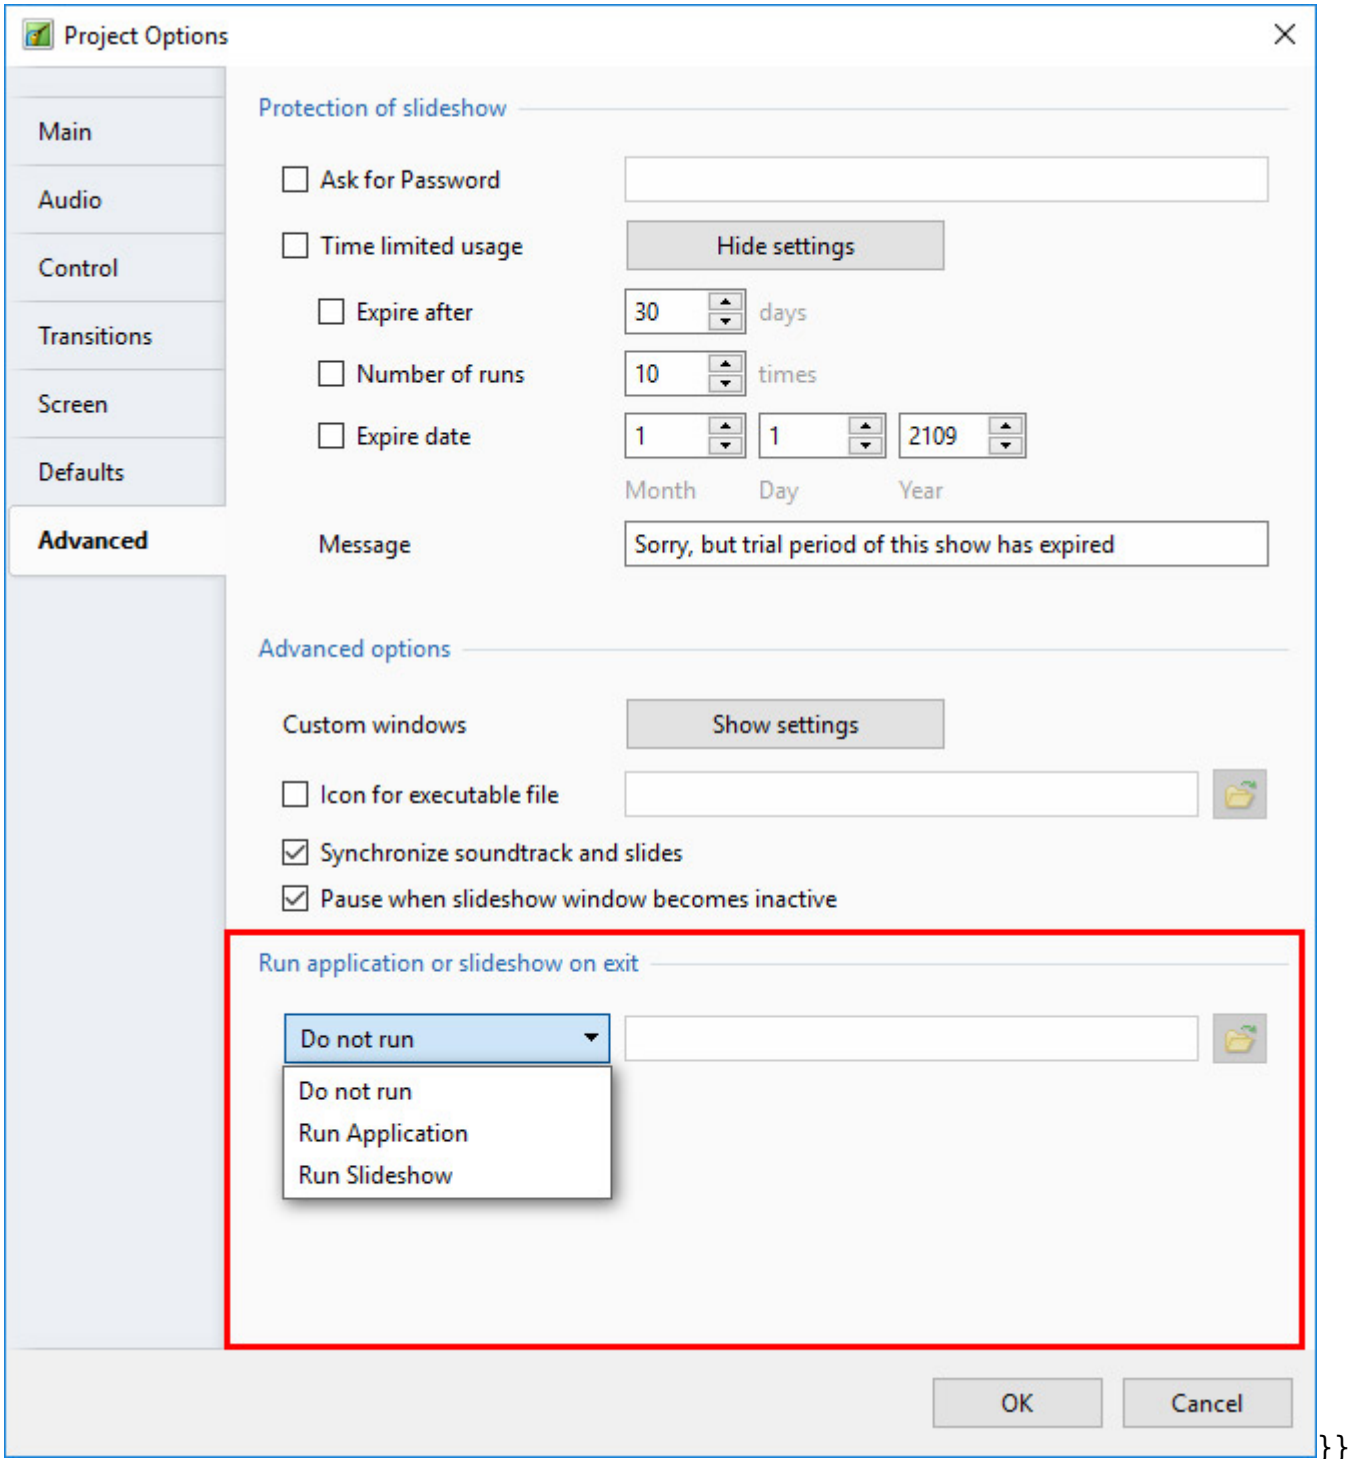 Project Options
Main
Audio
Control
Transitions
Screen
Defaults
Advanced
Protection of slideshow
Ask for Password
Time limited usage Hide settings
Expire after 30 days
Number of runs 10 times
Expire date 1 1 2109
Month Day Year
Message Sorry, but trial period of this show has expired
Advanced options
Custom windows Show settings
Icon for executable file
Synchronize soundtrack and slides
Pause when slideshow window becomes inactive
Run application or slideshow on exit
Do not run
Do not run
Run Application
Run Slideshow
OK Cancel
}}